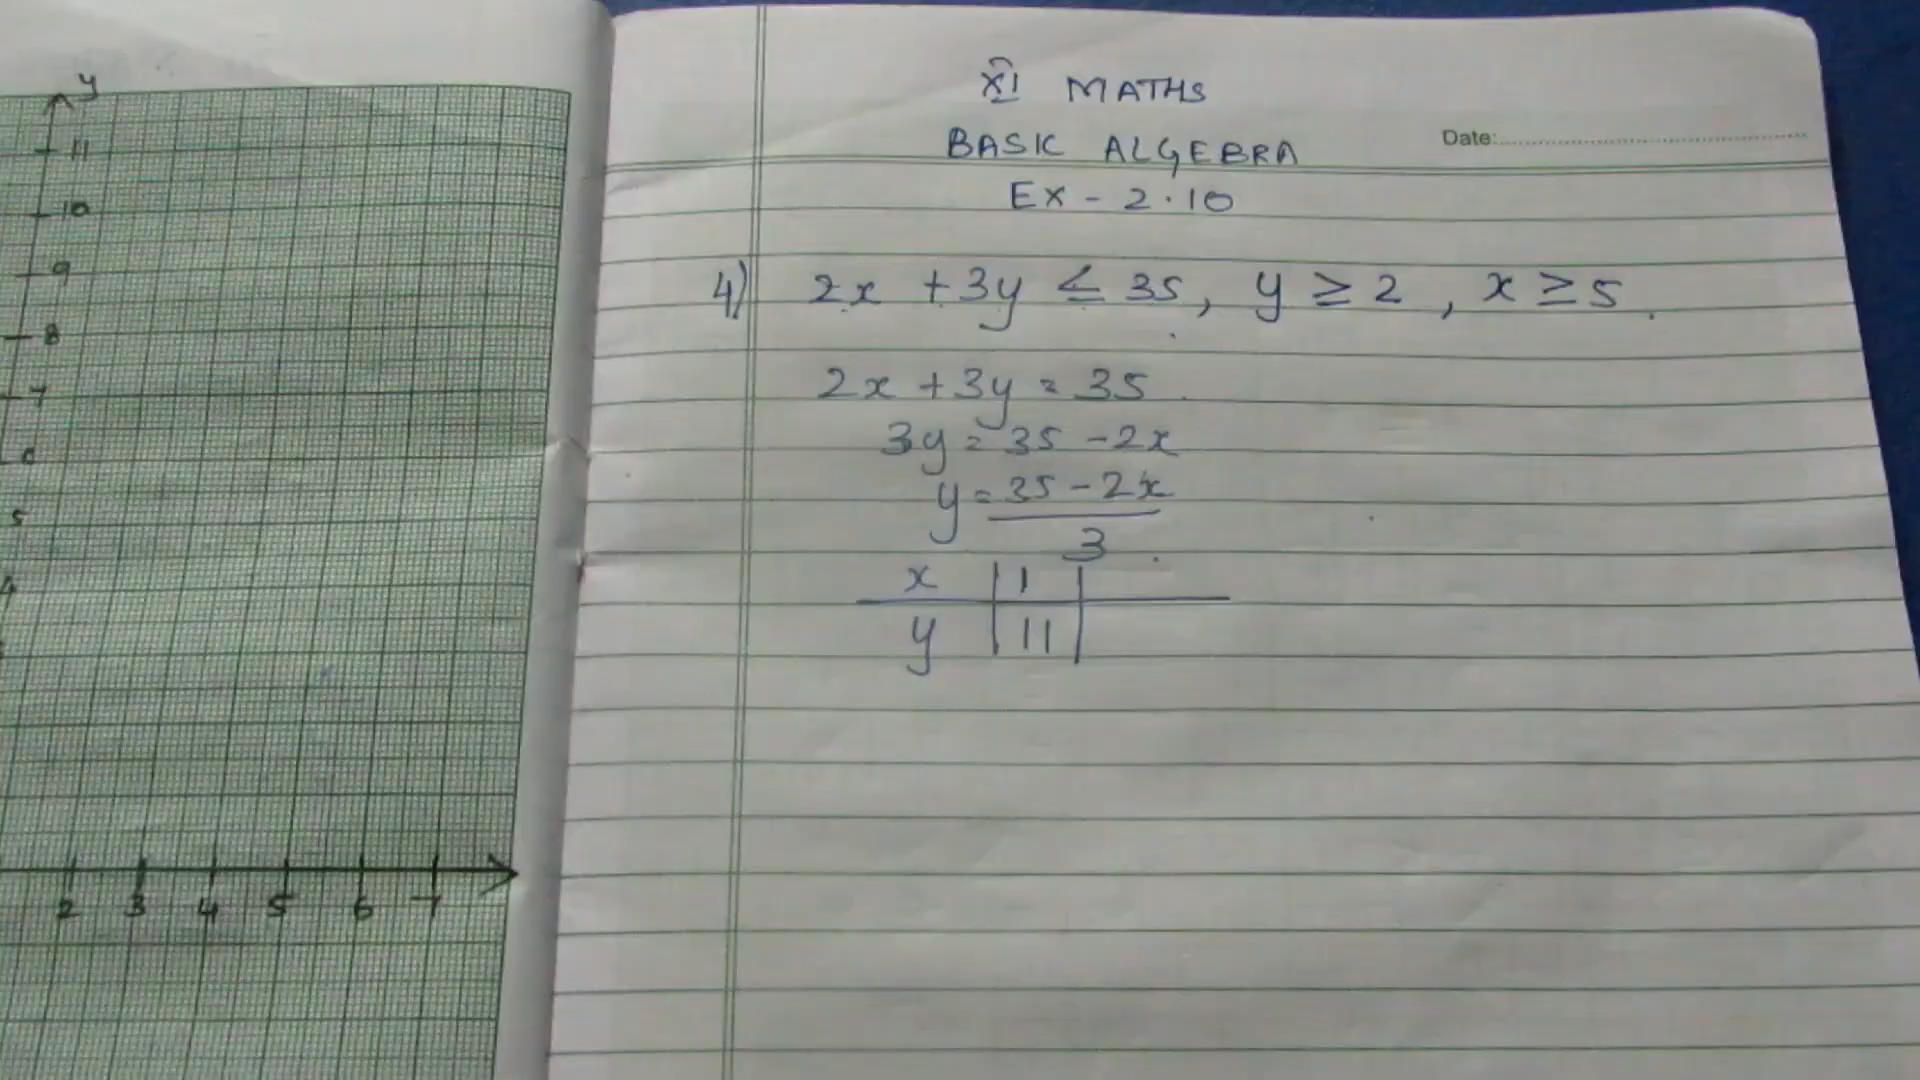 y
11
10
9
8
7
6
5
4
2 3 4 5 6 7
XI MATHS
BASIC ALGEBRA
Date:
EX - 2.10
4) 2x + 3y ≤ 35, y ≥ 2, x ≥ 5.
2x + 3y = 35
3y = 35 - 2x
y = 35 - 2x
3
x | 1 |
y | 11 |